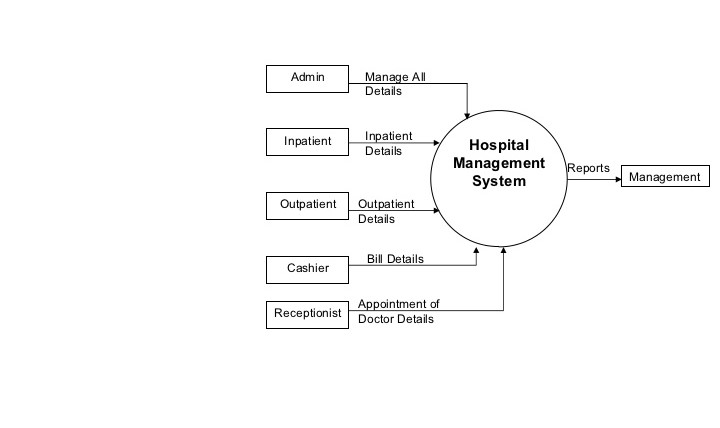 Admin
Manage All
Details
Inpatient
Inpatient
Details
Hospital
Management
System
Reports
Management
Outpatient
Outpatient
Details
Cashier
Bill Details
Receptionist
Appointment of
Doctor Details